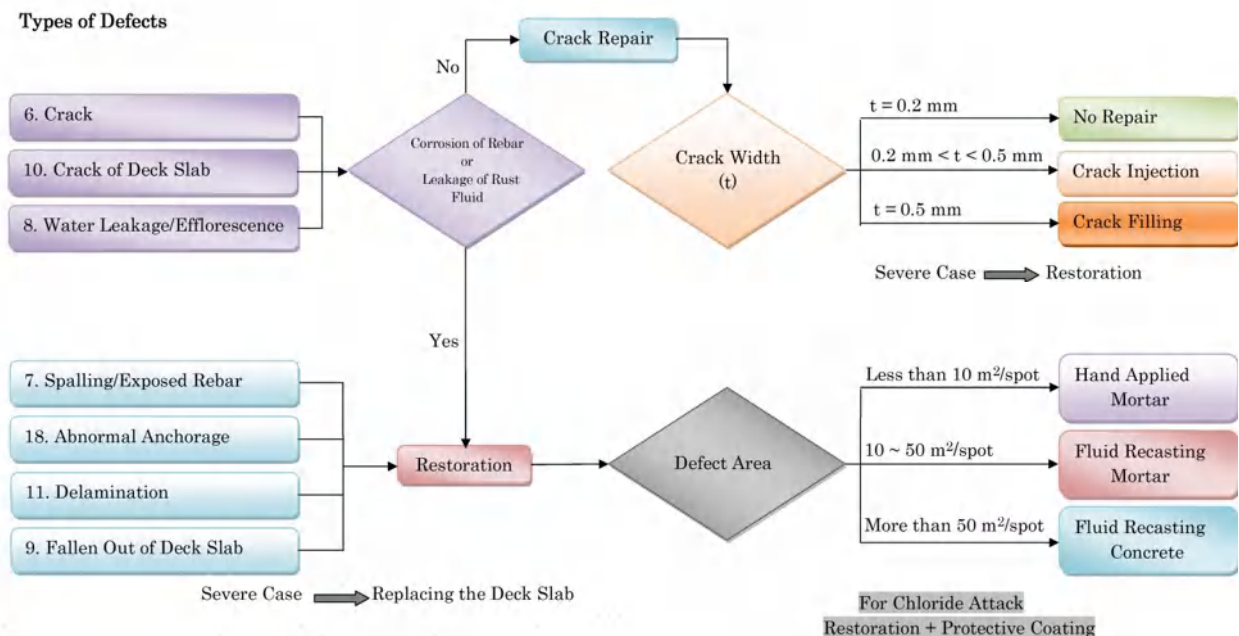 Types of Defects
No
Crack Repair
6. Crack
10. Crack of Deck Slab
8. Water Leakage/Efflorescence
Corrosion of Rebar
or
Leakage of Rust
Fluid
Crack Width
(t)
t = 0.2 mm
No Repair
0.2 mm < t < 0.5 mm
Crack Injection
t = 0.5 mm
Crack Filling
Severe Case
Restoration
Yes
7. Spalling/Exposed Rebar
18. Abnormal Anchorage
11. Delamination
9. Fallen Out of Deck Slab
Restoration
Defect Area
Less than 10 m²/spot
Hand Applied
Mortar
10 ~ 50 m²/spot
Fluid Recasting
Mortar
More than 50 m²/spot
Fluid Recasting
Concrete
Severe Case
Replacing the Deck Slab
For Chloride Attack
Restoration + Protective Coating